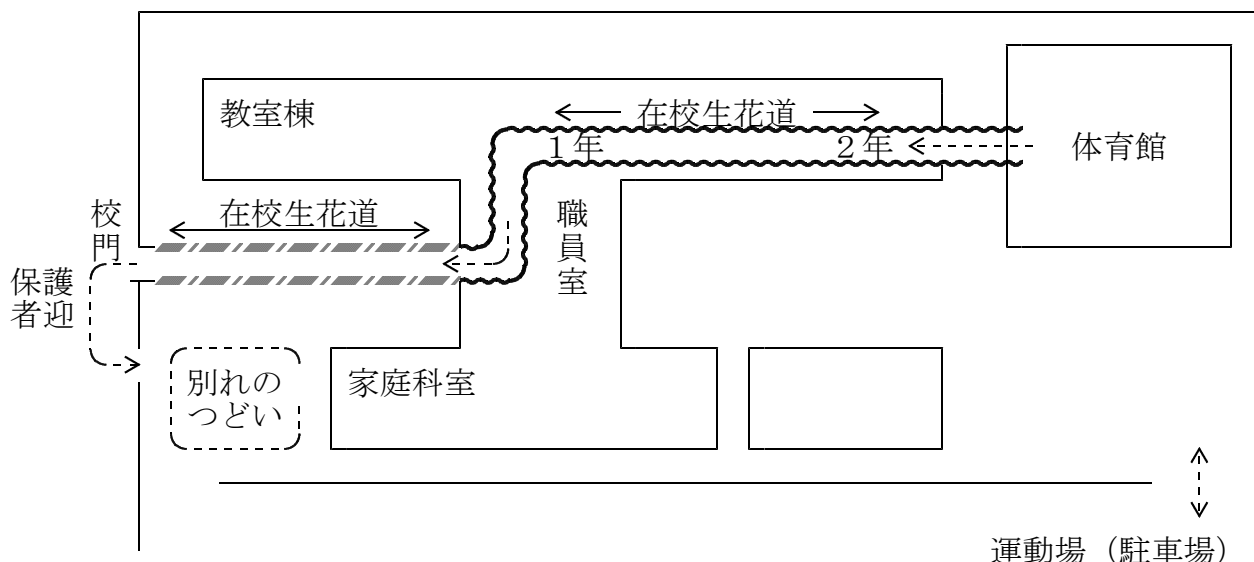 教室棟
在校生花道
1年
2年
体育館
校門
在校生花道
職員室
保護
者迎
別れの
つどい
家庭科室
運動場（駐車場）